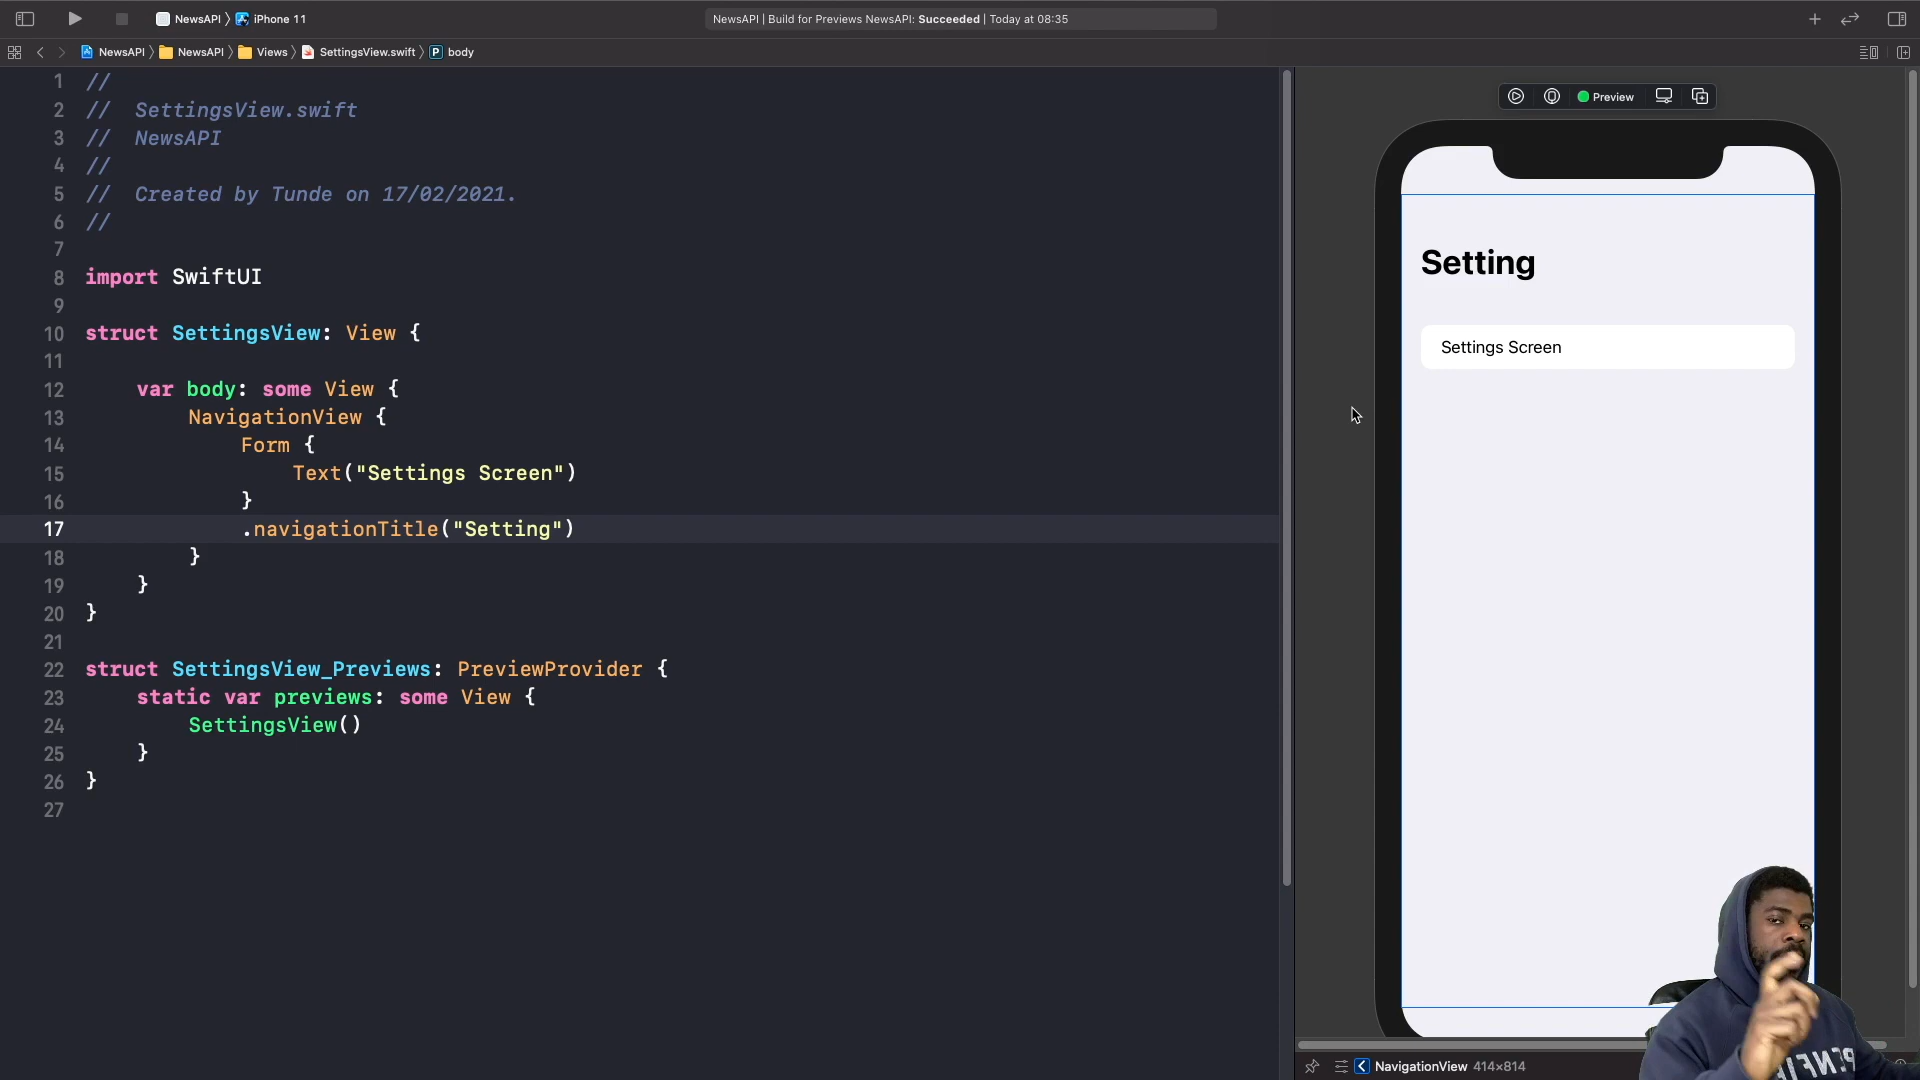 NewsAPI iPhone 11
NewsAPI | Build for Previews NewsAPI: Succeeded | Today at 08:35
NewsAPI NewsAPI Views SettingsView.swift P body
1 //
2 // SettingsView.swift
3 // NewsAPI
4 //
5 // Created by Tunde on 17/02/2021.
6 //
7
8 import SwiftUI
9
10 struct SettingsView: View {
11
12 var body: some View {
13 NavigationView {
14 Form {
15 Text("Settings Screen")
16 }
17 .navigationTitle("Setting")
18 }
19 }
20 }
21
22 struct SettingsView_Previews: PreviewProvider {
23 static var previews: some View {
24 SettingsView()
25 }
26 }
27
Preview
Setting
Settings Screen
NavigationView 414×814